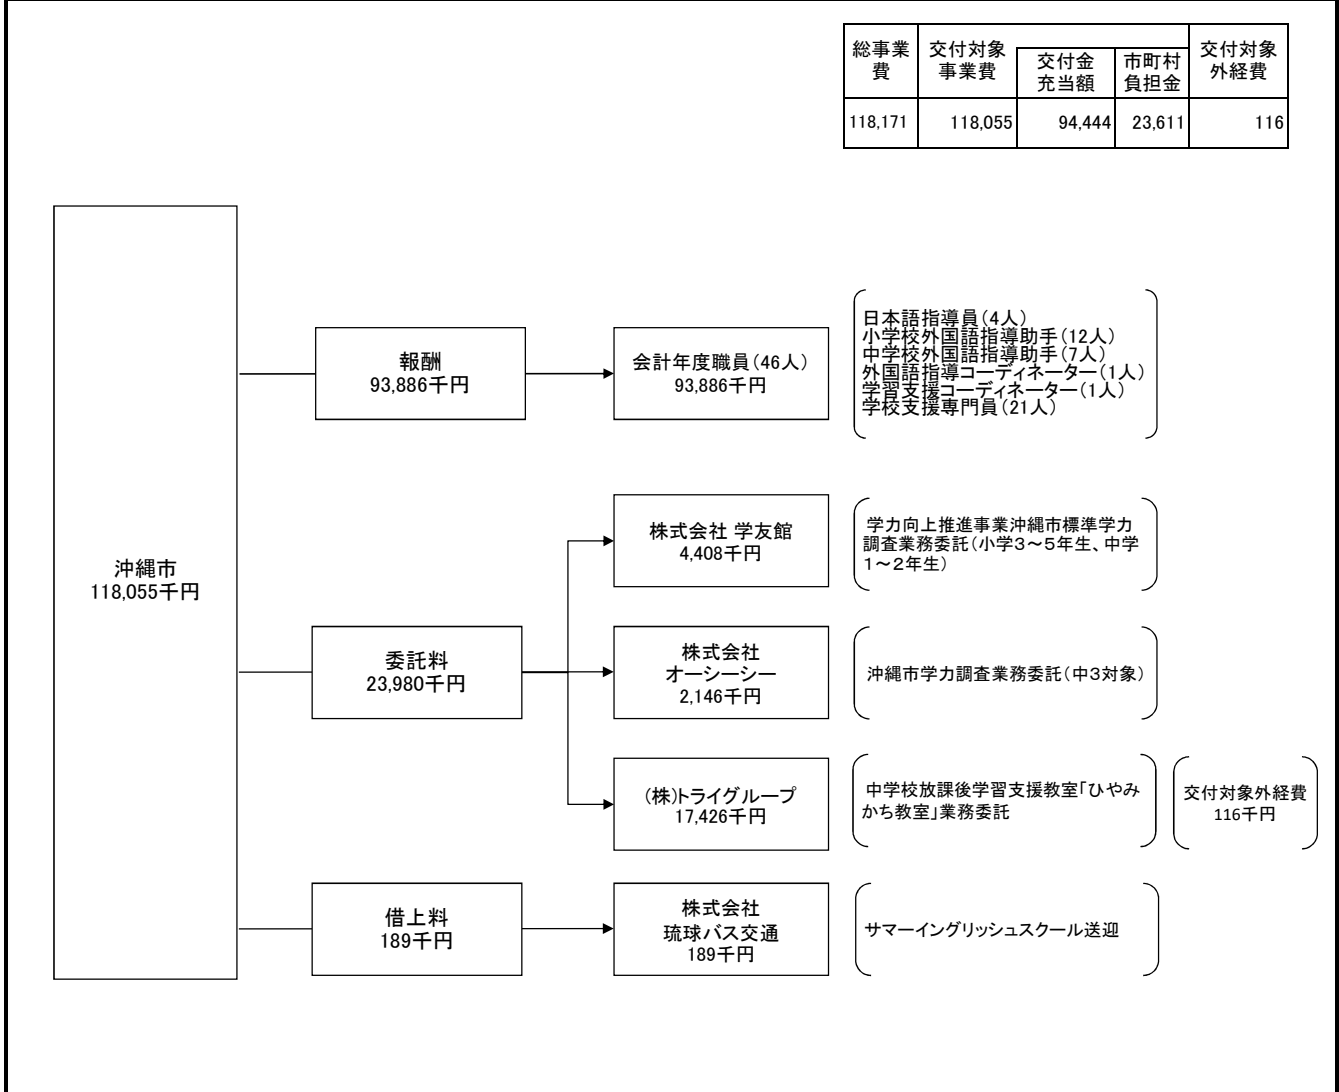 総事業
費
交付対象
事業費
交付金
充当額
市町村
負担金
交付対象
外経費
118,171
118,055
94,444
23,611
116
沖縄市
118,055千円
報酬
93,886千円
会計年度職員(46人)
93,886千円
日本語指導員(4人)
小学校外国語指導助手(12人)
中学校外国語指導助手(7人)
外国語指導コーディネーター(1人)
学習支援コーディネーター(1人)
学校支援専門員(21人)
委託料
23,980千円
株式会社 学友館
4,408千円
学力向上推進事業沖縄市標準学力
調査業務委託(小学3～5年生、中学
1～2年生)
株式会社
オーシーシー
2,146千円
沖縄市学力調査業務委託(中3対象)
(株)トライグループ
17,426千円
中学校放課後学習支援教室「ひやみ
かち教室」業務委託
交付対象外経費
116千円
借上料
189千円
株式会社
琉球バス交通
189千円
サマーイングリッシュスクール送迎